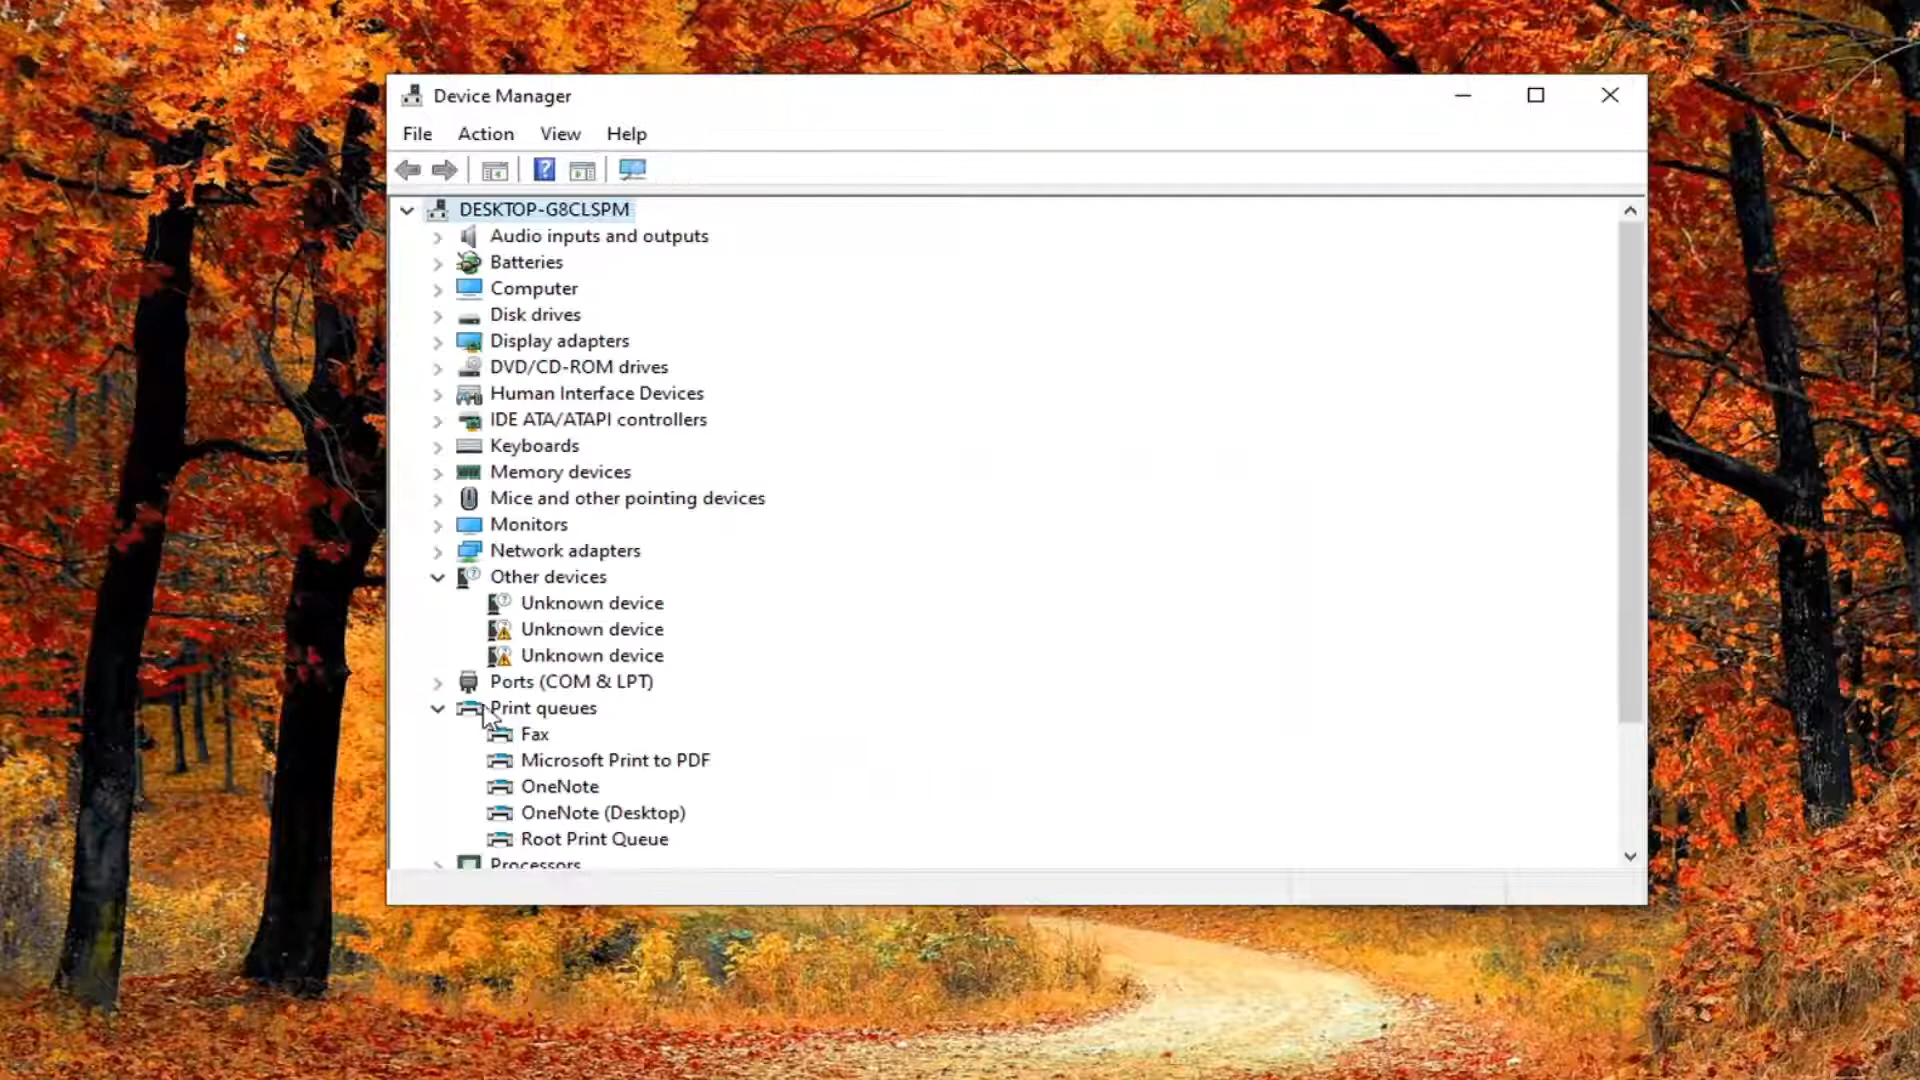 Device Manager
File Action View Help
DESKTOP-G8CLSPM
Audio inputs and outputs
Batteries
Computer
Disk drives
Display adapters
DVD/CD-ROM drives
Human Interface Devices
IDE ATA/ATAPI controllers
Keyboards
Memory devices
Mice and other pointing devices
Monitors
Network adapters
Other devices
Unknown device
Unknown device
Unknown device
Ports (COM & LPT)
Print queues
Fax
Microsoft Print to PDF
OneNote
OneNote (Desktop)
Root Print Queue
Processors